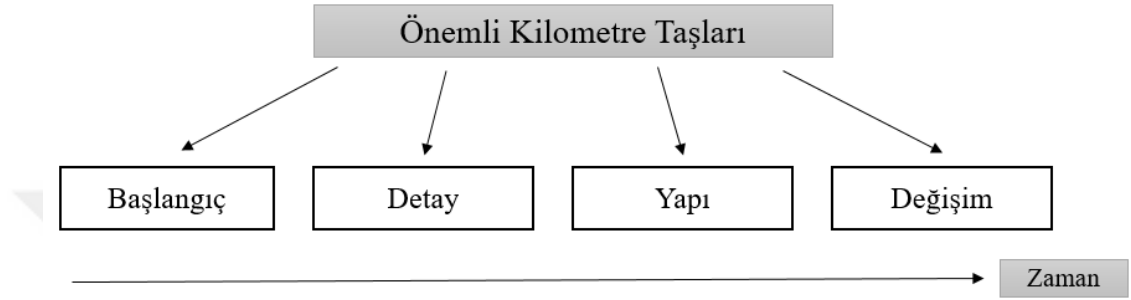 Önemli Kilometre Taşları
Başlangıç
Detay
Yapı
Değişim
Zaman